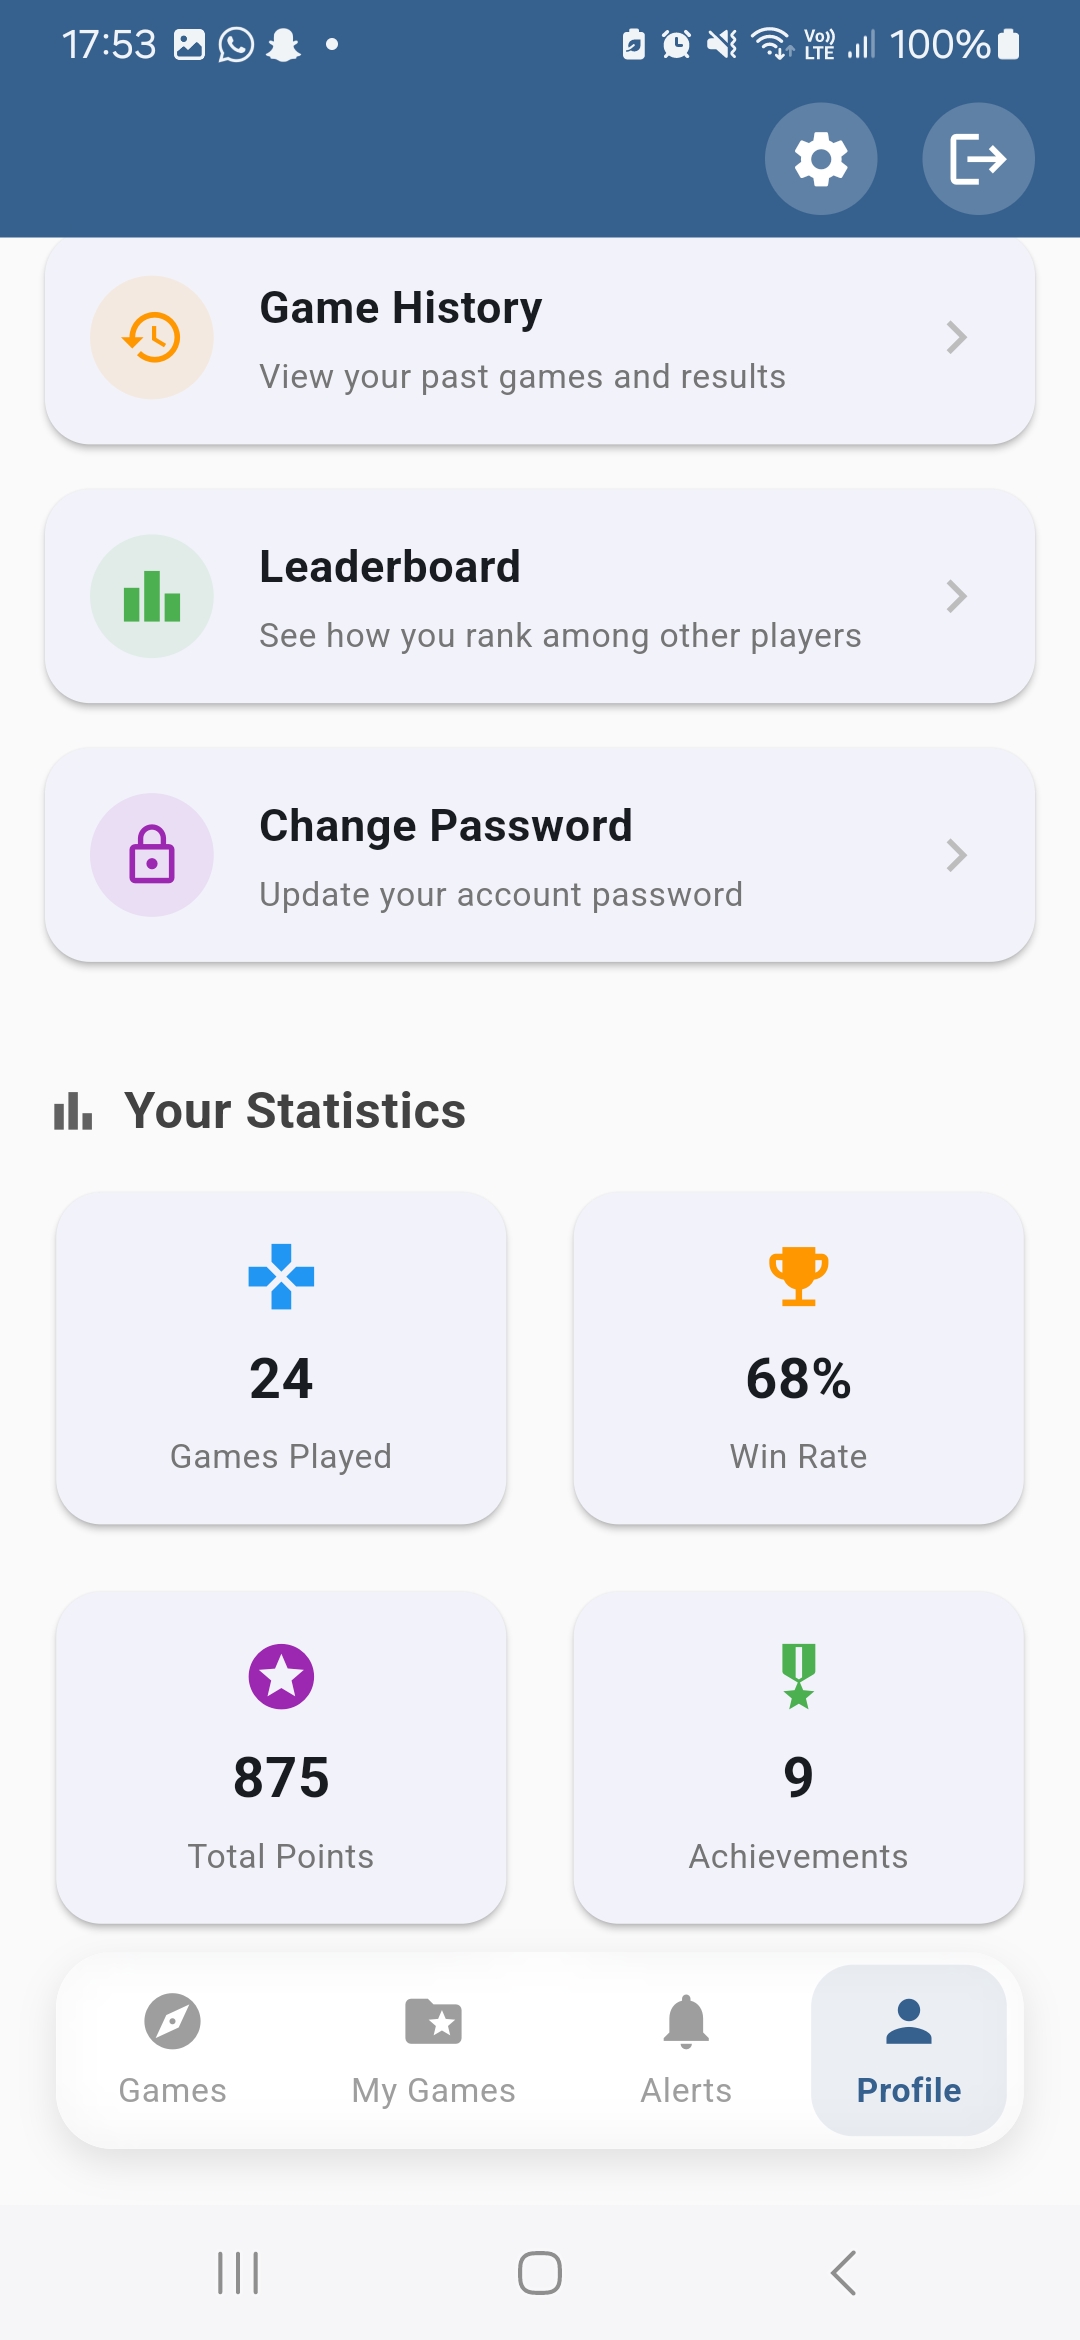 17:53
Vo)) LTE
100%
Game History
View your past games and results
Leaderboard
See how you rank among other players
Change Password
Update your account password
Your Statistics
24
Games Played
68%
Win Rate
875
Total Points
9
Achievements
Games
My Games
Alerts
Profile